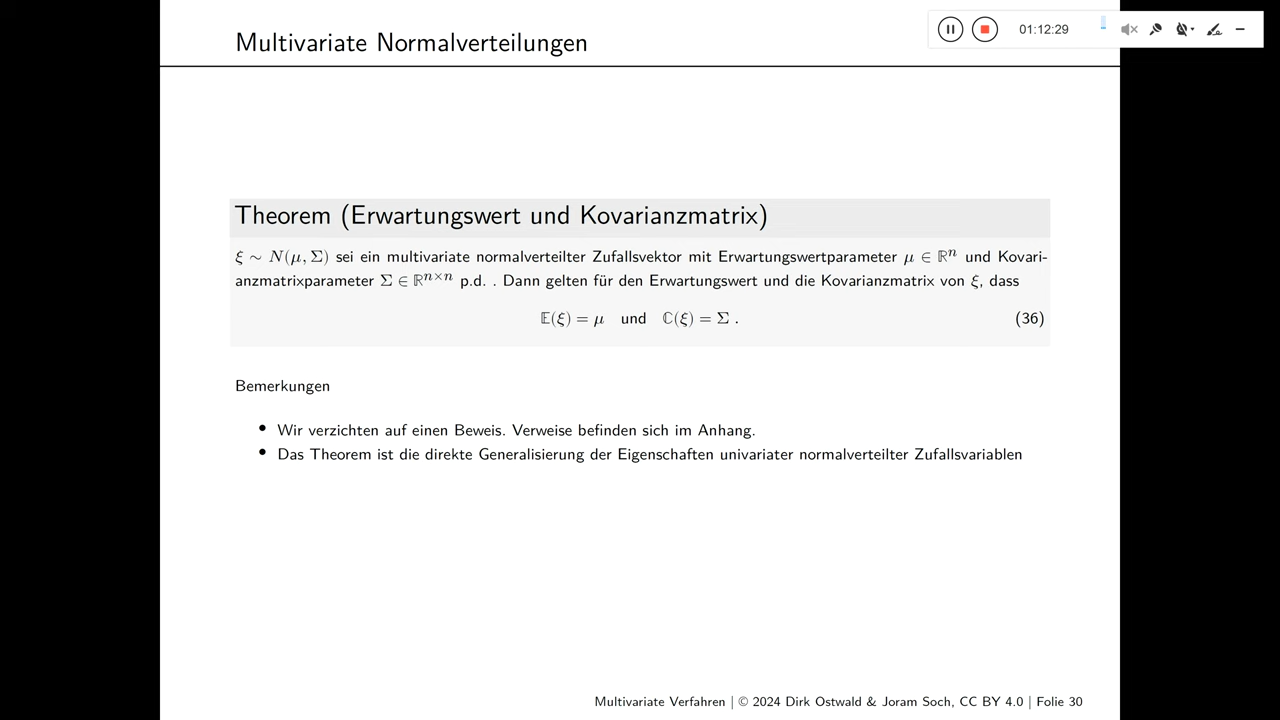 Multivariate Normalverteilungen
01:12:29
Theorem (Erwartungswert und Kovarianzmatrix)
ξ ∼ N(μ, Σ) sei ein multivariate normalverteilter Zufallsvektor mit Erwartungswertparameter μ ∈ ℝⁿ und Kovari-
anzmatrixparameter Σ ∈ ℝⁿˣⁿ p.d. . Dann gelten für den Erwartungswert und die Kovarianzmatrix von ξ, dass
𝔼(ξ) = μ und ℂ(ξ) = Σ . (36)
Bemerkungen
• Wir verzichten auf einen Beweis. Verweise befinden sich im Anhang.
• Das Theorem ist die direkte Generalisierung der Eigenschaften univariater normalverteilter Zufallsvariablen
Multivariate Verfahren | © 2024 Dirk Ostwald & Joram Soch, CC BY 4.0 | Folie 30